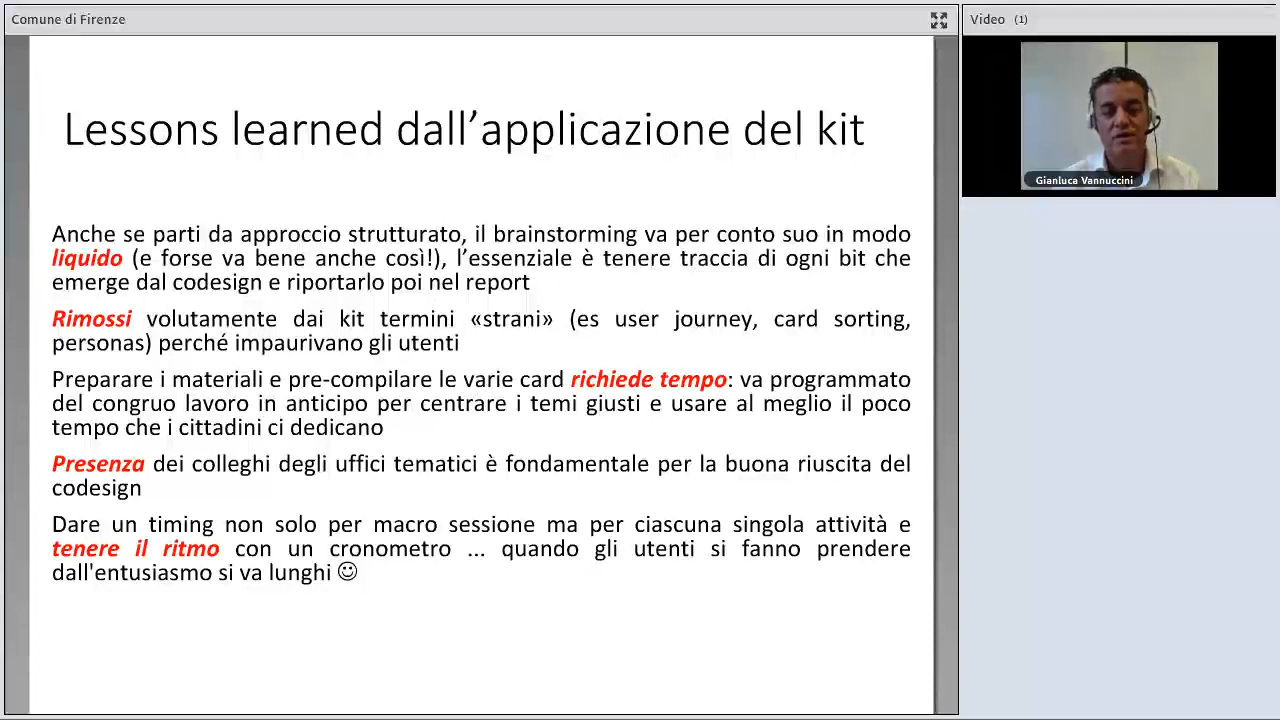 Comune di Firenze
Video (1)
Gianluca Vannuccini
Lessons learned dall’applicazione del kit
Anche se parti da approccio strutturato, il brainstorming va per conto suo in modo
liquido (e forse va bene anche così!), l’essenziale è tenere traccia di ogni bit che
emerge dal codesign e riportarlo poi nel report
Rimossi volutamente dai kit termini «strani» (es user journey, card sorting,
personas) perché impaurivano gli utenti
Preparare i materiali e pre-compilare le varie card richiede tempo: va programmato
del congruo lavoro in anticipo per centrare i temi giusti e usare al meglio il poco
tempo che i cittadini ci dedicano
Presenza dei colleghi degli uffici tematici è fondamentale per la buona riuscita del
codesign
Dare un timing non solo per macro sessione ma per ciascuna singola attività e
tenere il ritmo con un cronometro ... quando gli utenti si fanno prendere
dall'entusiasmo si va lunghi ☺